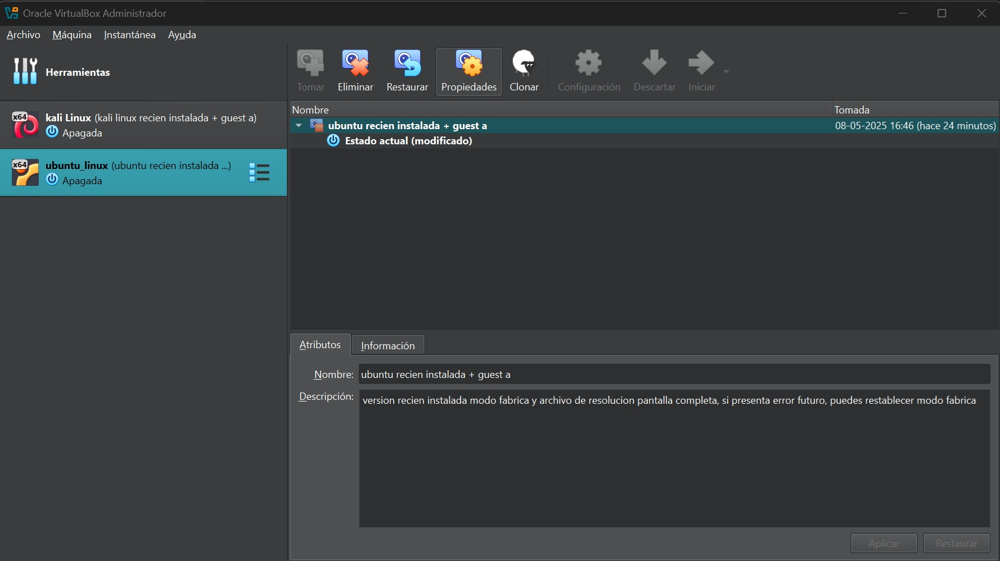 Oracle VirtualBox Administrador
Archivo Máquina Instantánea Ayuda
Herramientas
x64
kali Linux (kali linux recien instalada + guest a)
Apagada
x64
ubuntu_linux (ubuntu recien instalada ...)
Apagada
Tomar Eliminar Restaurar Propiedades Clonar Configuración Descartar Iniciar
Nombre Tomada
ubuntu recien instalada + guest a 08-05-2025 16:46 (hace 24 minutos)
Estado actual (modificado)
Atributos Información
Nombre: ubuntu recien instalada + guest a
Descripción: version recien instalada modo fabrica y archivo de resolucion pantalla completa, si presenta error futuro, puedes restablecer modo fabrica
Aplicar Restaurar